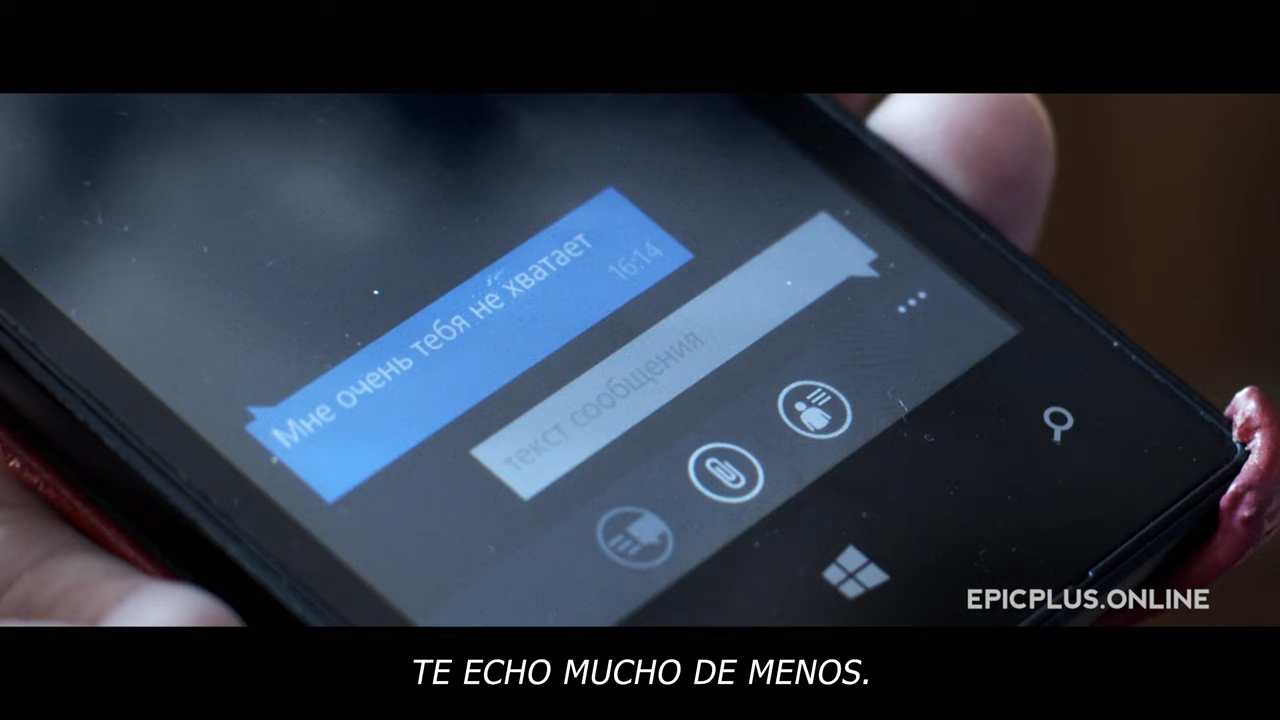 Мне очень тебя не хватает
16:14
текст сообщения
EPICPLUS.ONLINE
TE ECHO MUCHO DE MENOS.